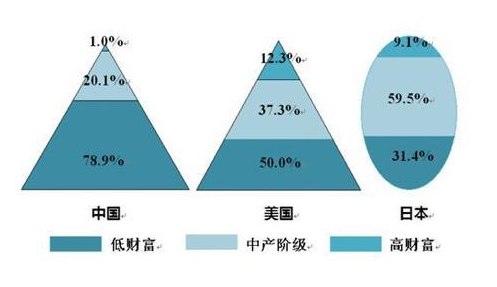 1.0%
20.1%
78.9%
中国
12.3%
37.3%
50.0%
美国
9.1%
59.5%
31.4%
日本
低财富
中产阶级
高财富